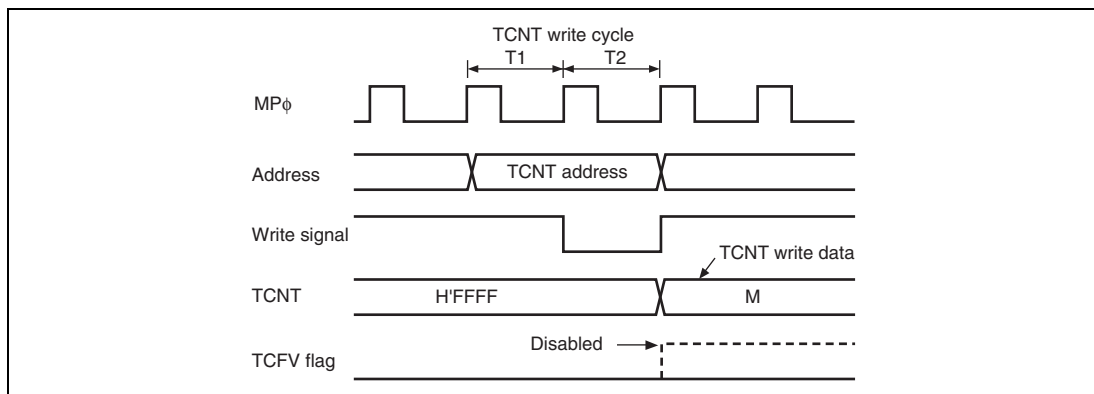 TCNT write cycle
T1 T2
MPϕ
Address TCNT address
Write signal
TCNT write data
TCNT H'FFFF M
Disabled
TCFV flag